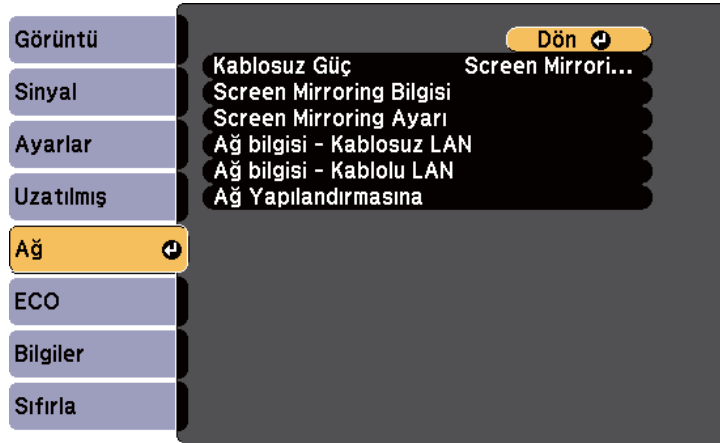 Görüntü
Sinyal
Ayarlar
Uzatılmış
Ağ
ECO
Bilgiler
Sıfırla
Dön
Kablosuz Güç Screen Mirrori...
Screen Mirroring Bilgisi
Screen Mirroring Ayarı
Ağ bilgisi - Kablosuz LAN
Ağ bilgisi - Kablolu LAN
Ağ Yapılandırmasına